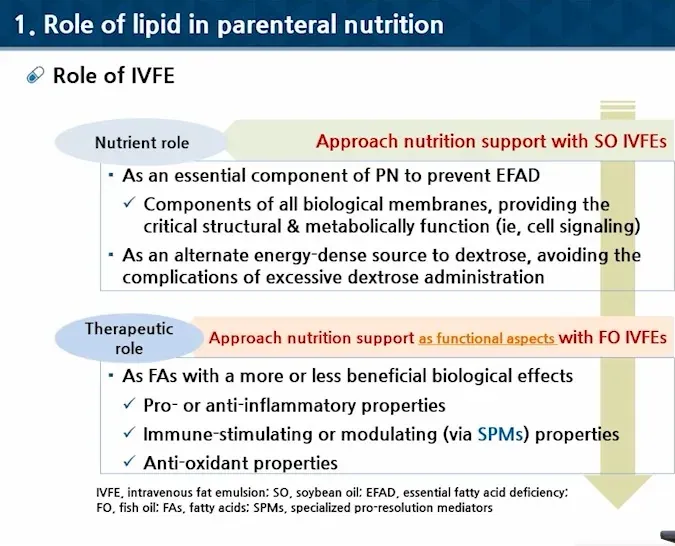 1. Role of lipid in parenteral nutrition
Role of IVFE
Nutrient role
Approach nutrition support with SO IVFEs
• As an essential component of PN to prevent EFAD
✓ Components of all biological membranes, providing the
critical structural & metabolically function (ie, cell signaling)
• As an alternate energy-dense source to dextrose, avoiding the
complications of excessive dextrose administration
Therapeutic
role
Approach nutrition support as functional aspects with FO IVFEs
• As FAs with a more or less beneficial biological effects
✓ Pro- or anti-inflammatory properties
✓ Immune-stimulating or modulating (via SPMs) properties
✓ Anti-oxidant properties
IVFE, intravenous fat emulsion; SO, soybean oil; EFAD, essential fatty acid deficiency;
FO, fish oil; FAs, fatty acids; SPMs, specialized pro-resolution mediators